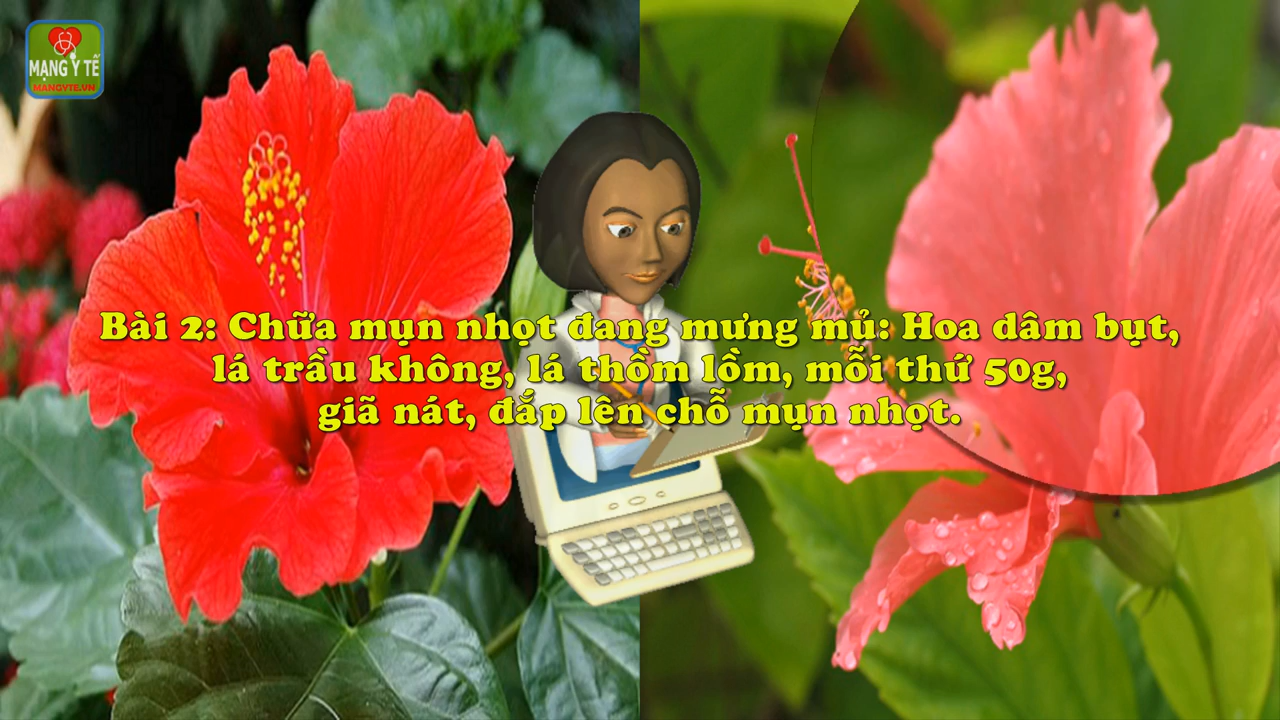 MẠNG Y TẾ
MANGYTE.VN
Bài 2: Chữa mụn nhọt đang mưng mủ: Hoa dâm bụt,
lá trầu không, lá thồm lồm, mỗi thứ 50g,
giã nát, đắp lên chỗ mụn nhọt.